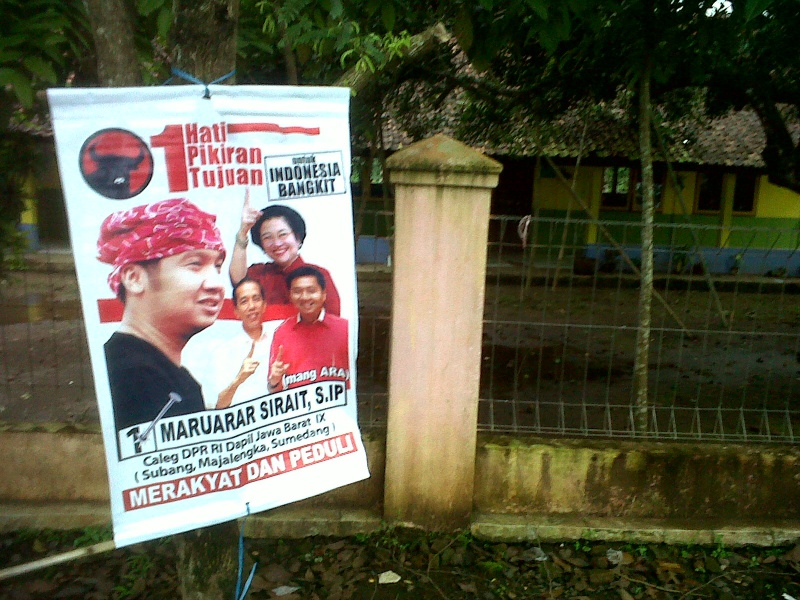 1 Hati
Pikiran
Tujuan
untuk
INDONESIA
BANGKIT
(mang ARA)
1 MARUARAR SIRAIT, S.IP
Caleg DPR RI Dapil Jawa Barat IX
( Subang, Majalengka, Sumedang )
MERAKYAT DAN PEDULI